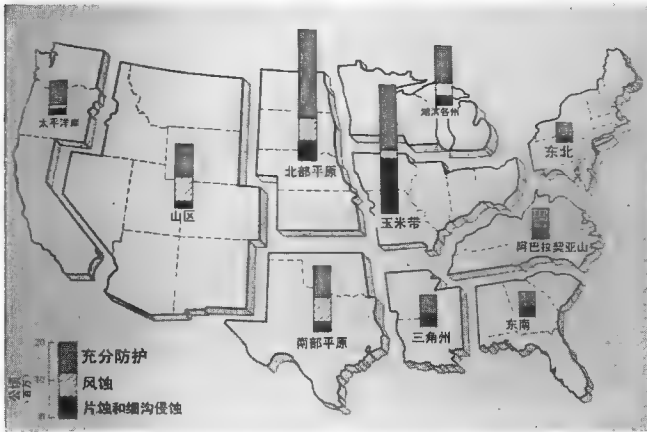 湖滨各州
太平洋岸
东北
北部平原
山区
玉米带
阿巴拉契亚山
南部平原
三角州
东南
充分防护
风蚀
片蚀和细沟侵蚀